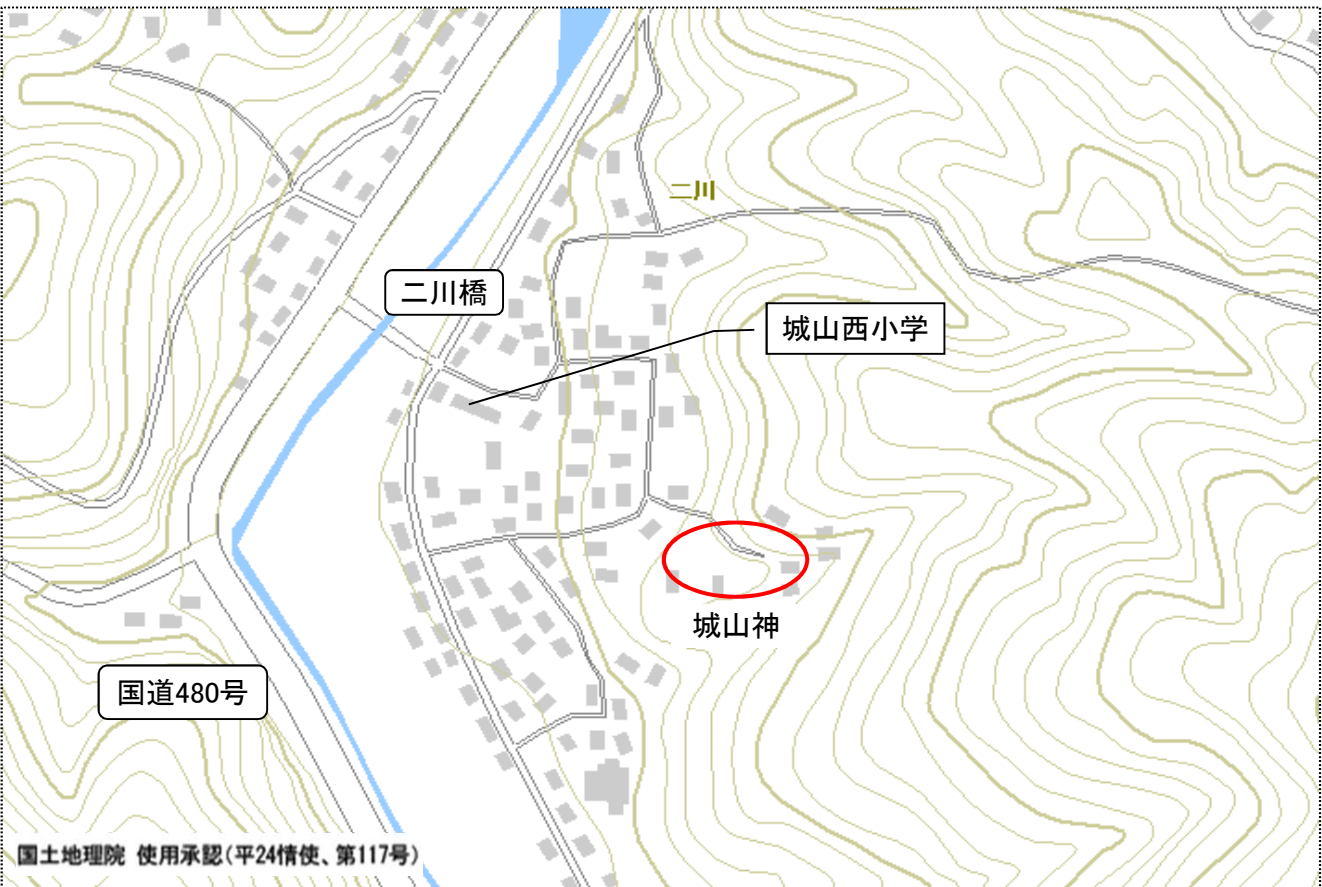 二川
二川橋
城山西小学
城山神
国道480号
国土地理院 使用承認(平24情使、第117号)